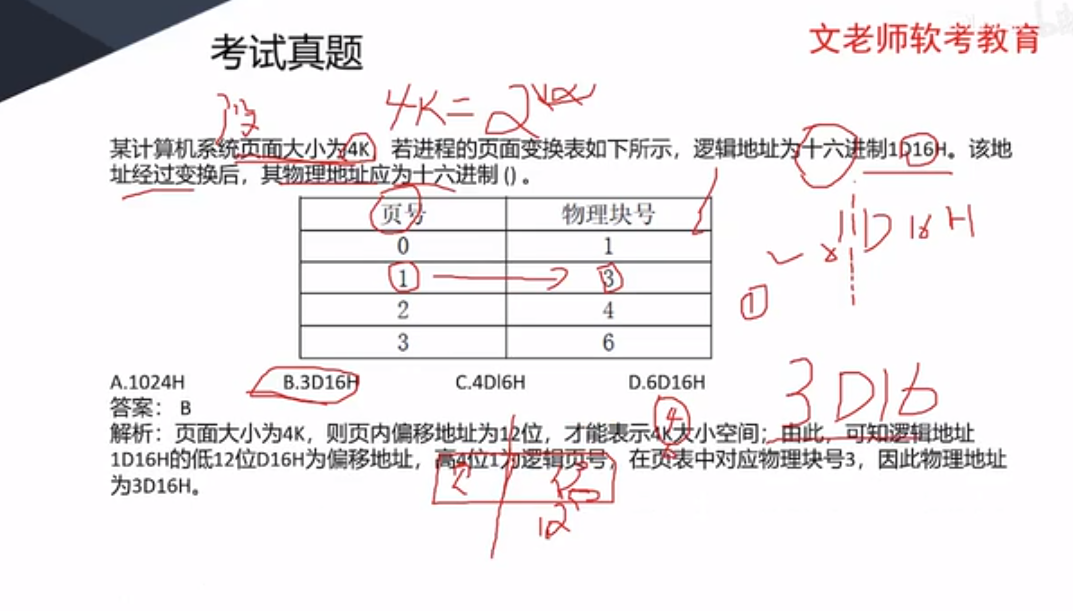 文老师软考教育
考试真题
4K=2
某计算机系统页面大小为4K，若进程的页面变换表如下所示，逻辑地址为十六进制1D16H。该地
址经过变换后，其物理地址应为十六进制()。
页号 物理块号
0 1
1 3
2 4
3 6
1D16H
①
A.1024H B.3D16H C.4Dl6H D.6D16H
3D16
答案： B
4
解析：页面大小为4K，则页内偏移地址为12位，才能表示4K大小空间；由此，可知逻辑地址
1D16H的低12位D16H为偏移地址，高4位1为逻辑页号，在页表中对应物理块号3，因此物理地址
为3D16H。
12